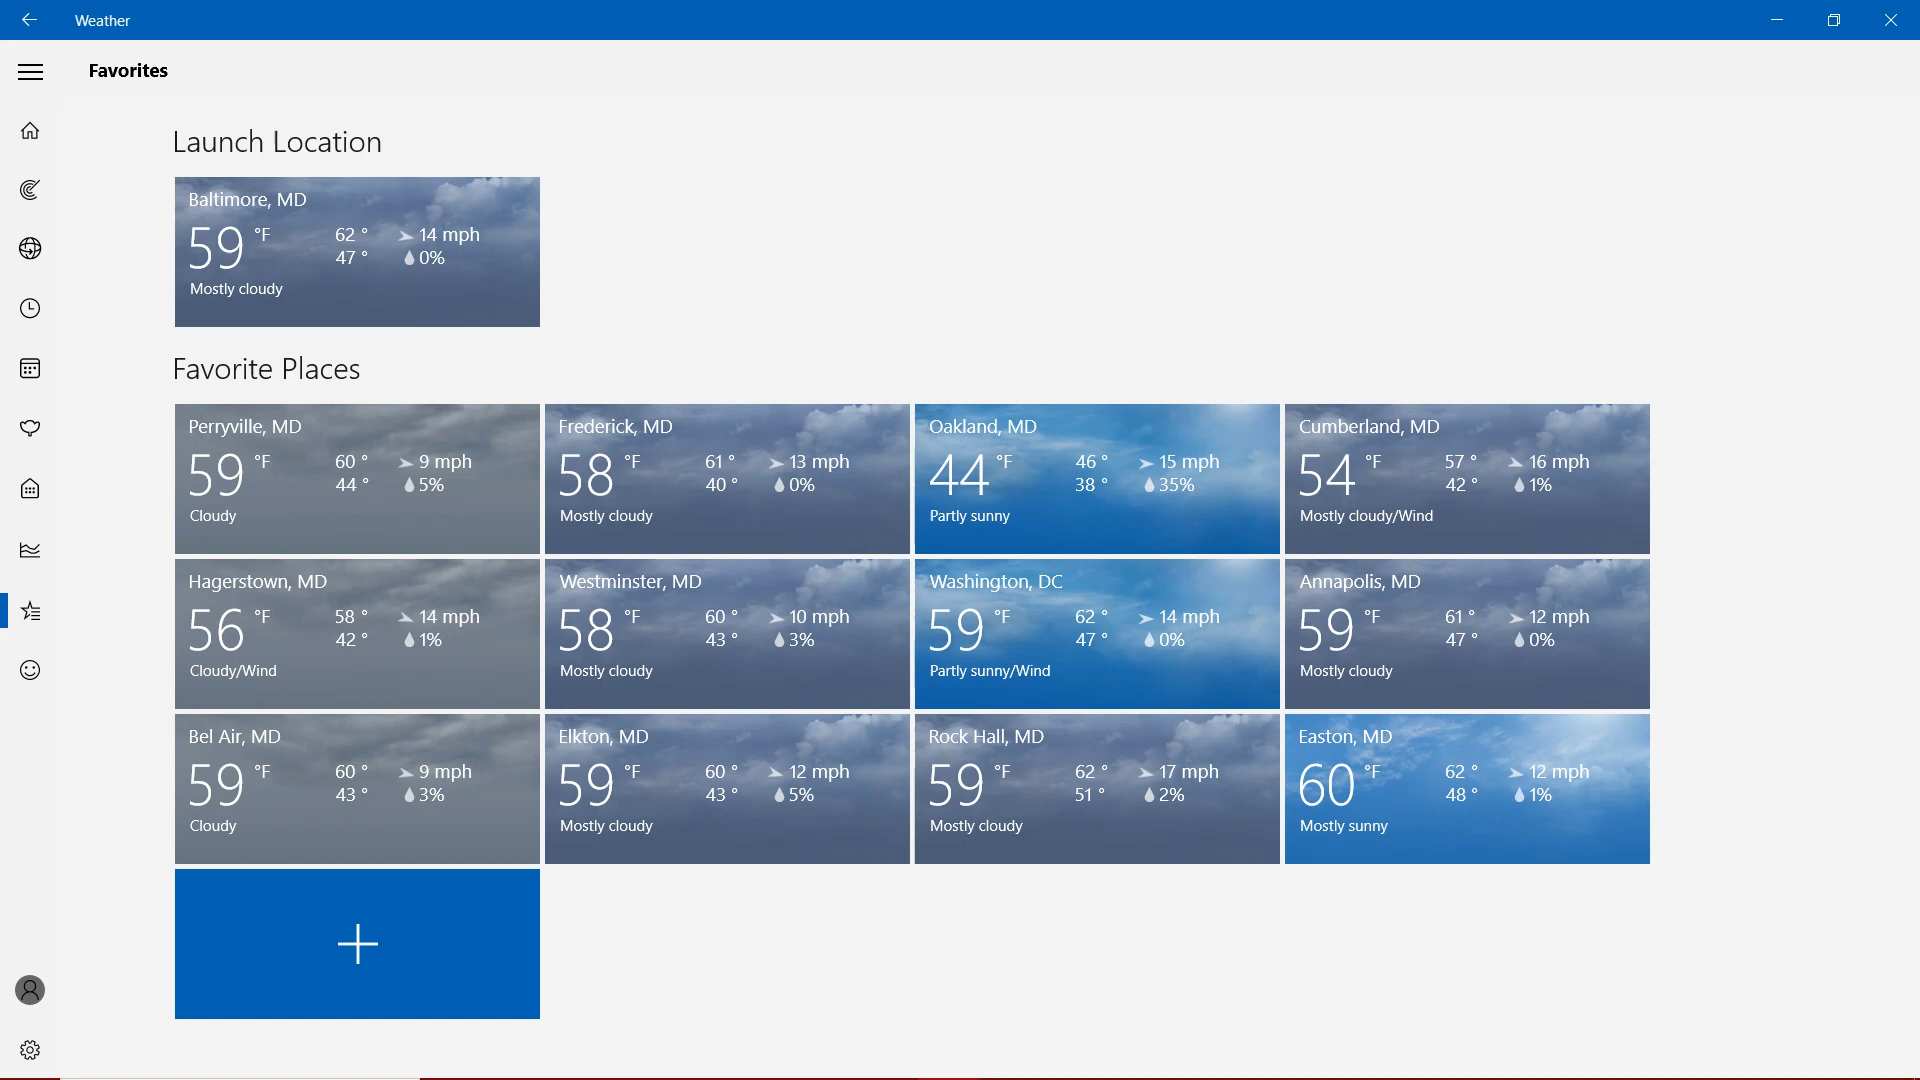 Weather
Favorites
Launch Location
Baltimore, MD
59 °F 62 ° 14 mph
47 ° 0%
Mostly cloudy
Favorite Places
Perryville, MD
59 °F 60 ° 9 mph
44 ° 5%
Cloudy
Frederick, MD
58 °F 61 ° 13 mph
40 ° 0%
Mostly cloudy
Oakland, MD
44 °F 46 ° 15 mph
38 ° 35%
Partly sunny
Cumberland, MD
54 °F 57 ° 16 mph
42 ° 1%
Mostly cloudy/Wind
Hagerstown, MD
56 °F 58 ° 14 mph
42 ° 1%
Cloudy/Wind
Westminster, MD
58 °F 60 ° 10 mph
43 ° 3%
Mostly cloudy
Washington, DC
59 °F 62 ° 14 mph
47 ° 0%
Partly sunny/Wind
Annapolis, MD
59 °F 61 ° 12 mph
47 ° 0%
Mostly cloudy
Bel Air, MD
59 °F 60 ° 9 mph
43 ° 3%
Cloudy
Elkton, MD
59 °F 60 ° 12 mph
43 ° 5%
Mostly cloudy
Rock Hall, MD
59 °F 62 ° 17 mph
51 ° 2%
Mostly cloudy
Easton, MD
60 °F 62 ° 12 mph
48 ° 1%
Mostly sunny